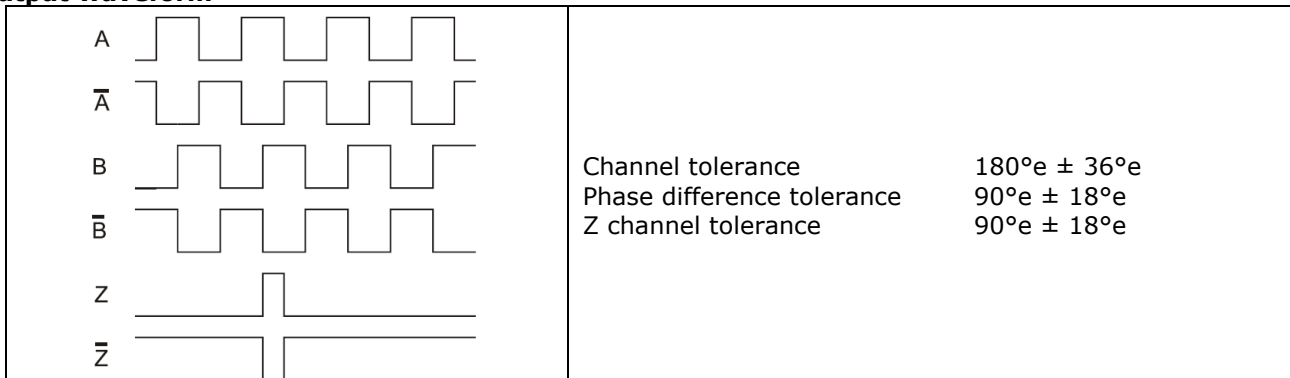 A
A̅
B
B̅
Z
Z̅
Channel tolerance 180°e ± 36°e
Phase difference tolerance 90°e ± 18°e
Z channel tolerance 90°e ± 18°e